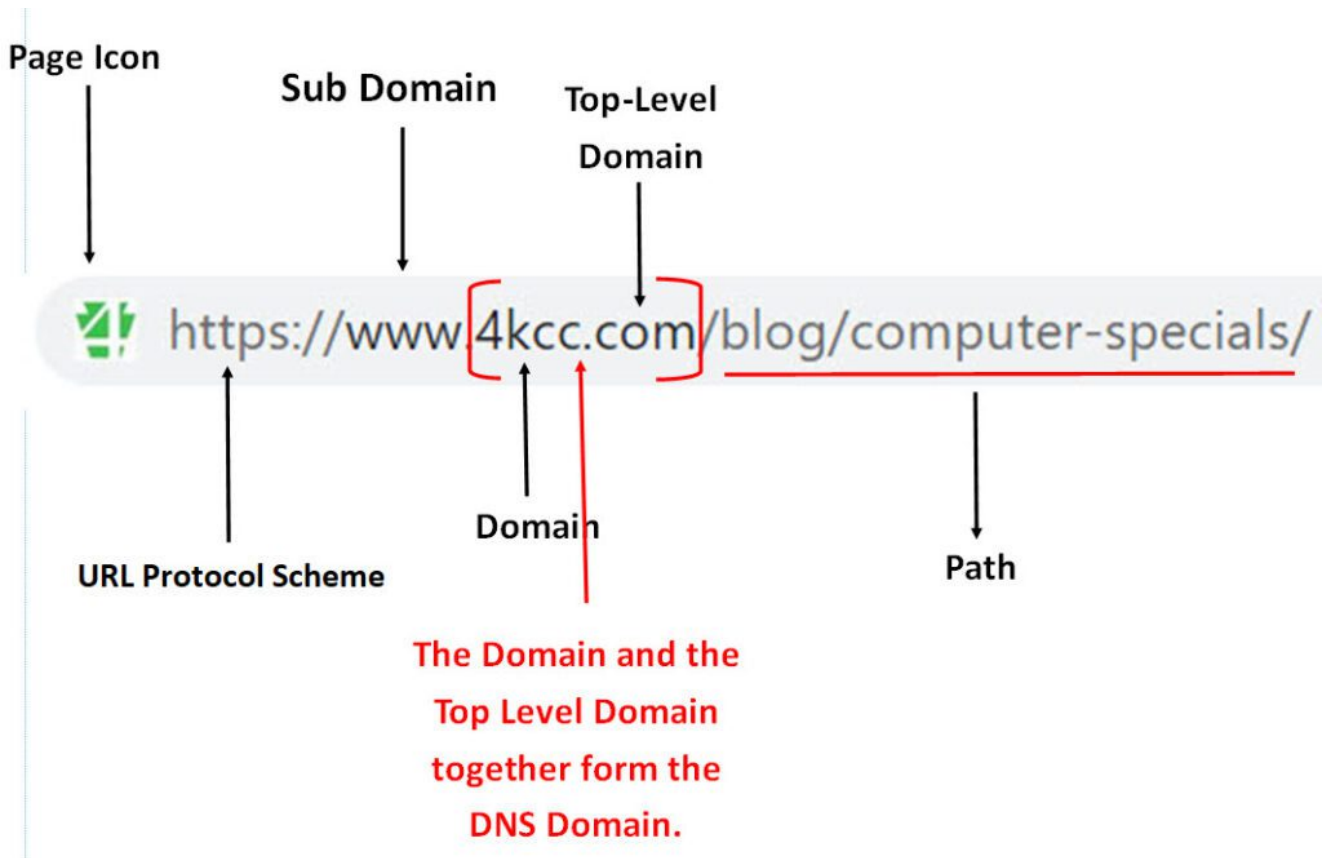 Page Icon
Sub Domain
Top-Level
Domain
https://www.4kcc.com/blog/computer-specials/
Domain
Path
URL Protocol Scheme
The Domain and the
Top Level Domain
together form the
DNS Domain.